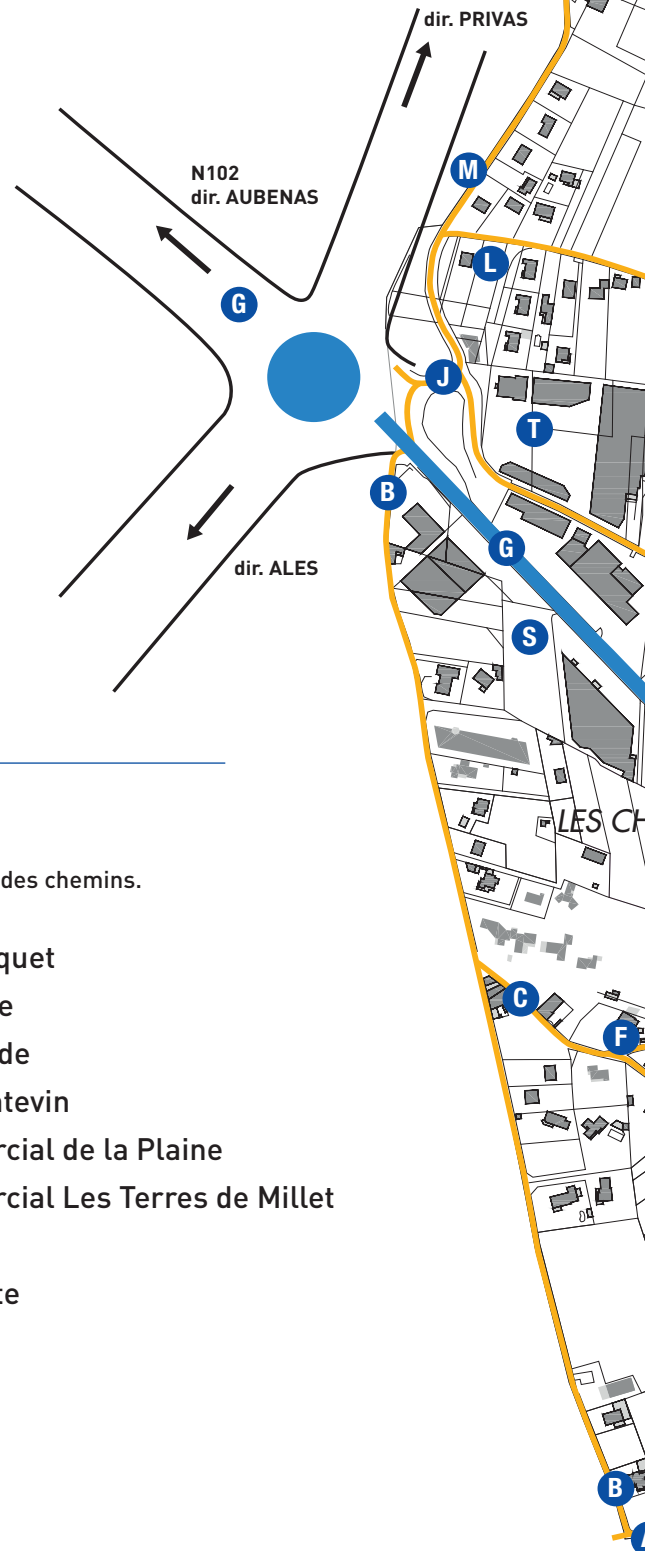 dir. PRIVAS
N102
dir. AUBENAS
M
L
G
J
T
B
G
dir. ALES
S
LES CH
des chemins.
quet
e
de
tevin
rcial de la Plaine
rcial Les Terres de Millet
te
C
F
B